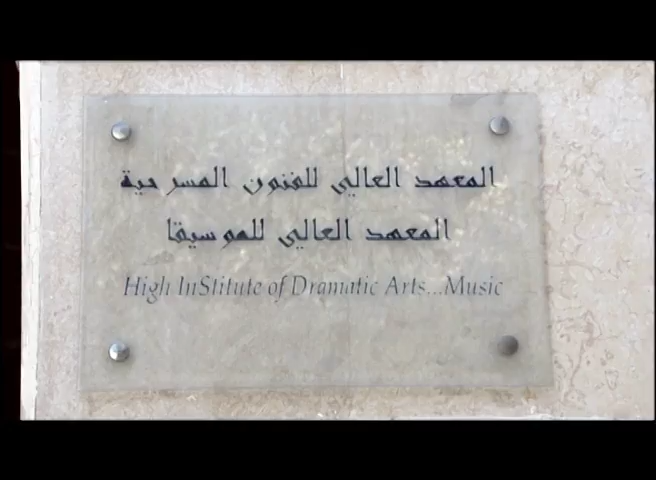 المعهد العالي للفنون المسرحية
المعهد العالي للموسيقا
High InStitute of Dramatic Arts...Music